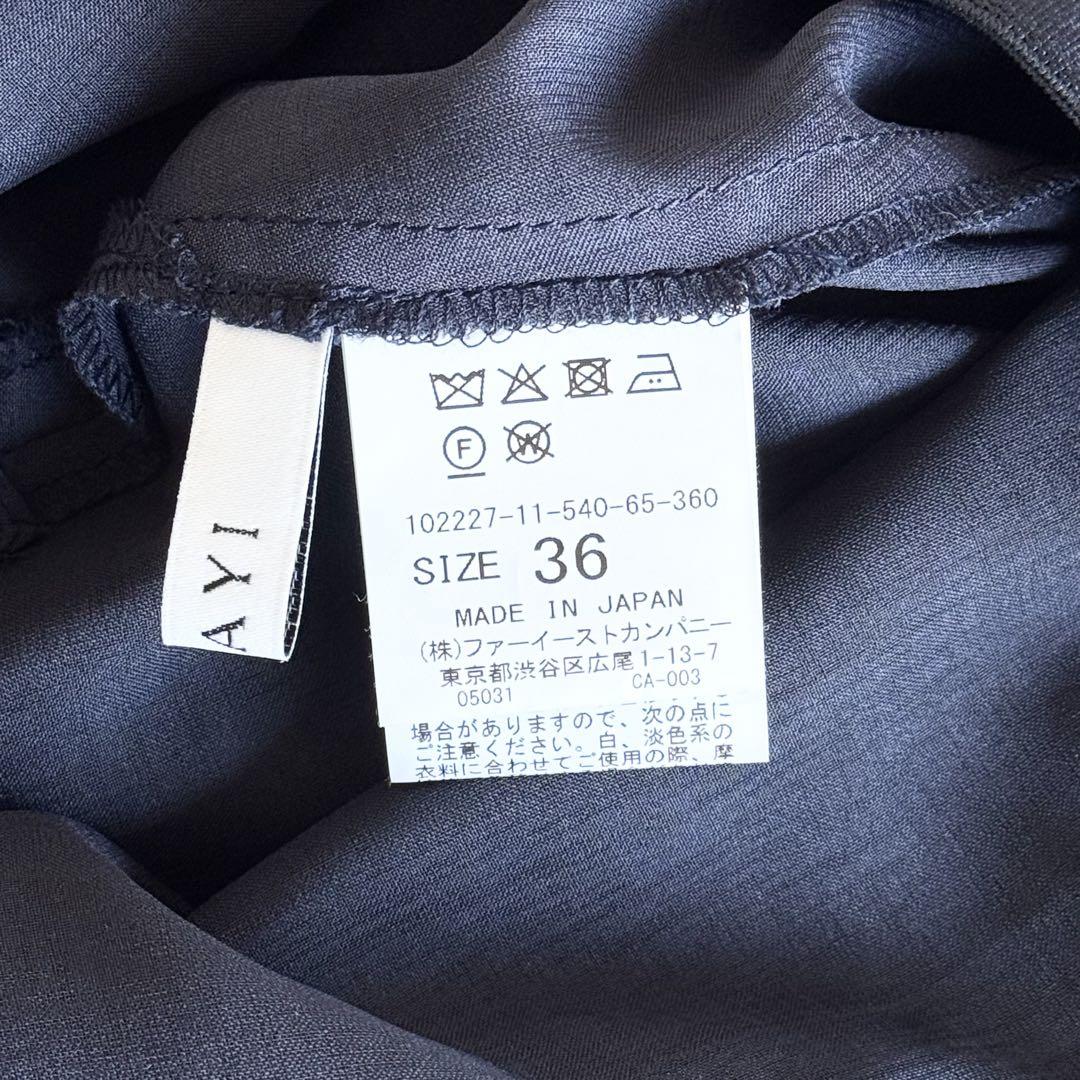 AYI
F
W
102227-11-540-65-360
SIZE 36
MADE IN JAPAN
(株)ファーイーストカンパニー
東京都渋谷区広尾1-13-7
05031 CA-003
場合がありますので、次の点に
ご注意ください。白、淡色系の
衣料に合わせてご使用の際、摩